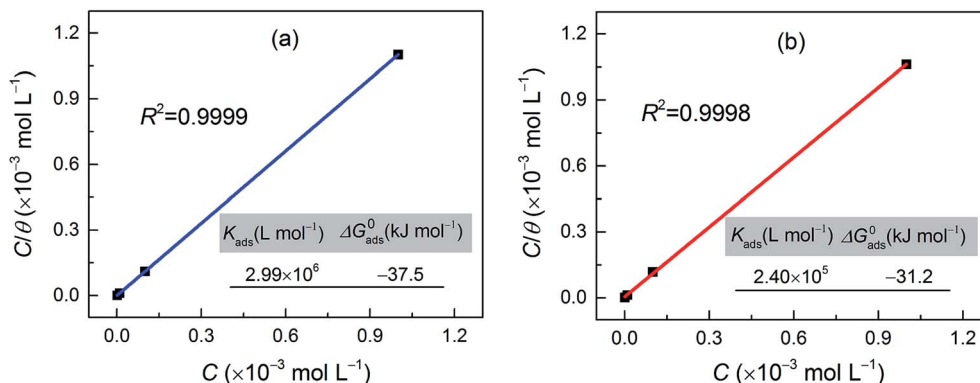 (a)
R²=0.9999
K_ads(L mol⁻¹) ΔG⁰_ads(kJ mol⁻¹)
2.99×10⁶ −37.5
C/θ (×10⁻³ mol L⁻¹)
1.2
0.9
0.6
0.3
0.0
0.0 0.3 0.6 0.9 1.2
C (×10⁻³ mol L⁻¹)
(b)
R²=0.9998
K_ads(L mol⁻¹) ΔG⁰_ads(kJ mol⁻¹)
2.40×10⁵ −31.2
C/θ (×10⁻³ mol L⁻¹)
1.2
0.9
0.6
0.3
0.0
0.0 0.3 0.6 0.9 1.2
C (×10⁻³ mol L⁻¹)